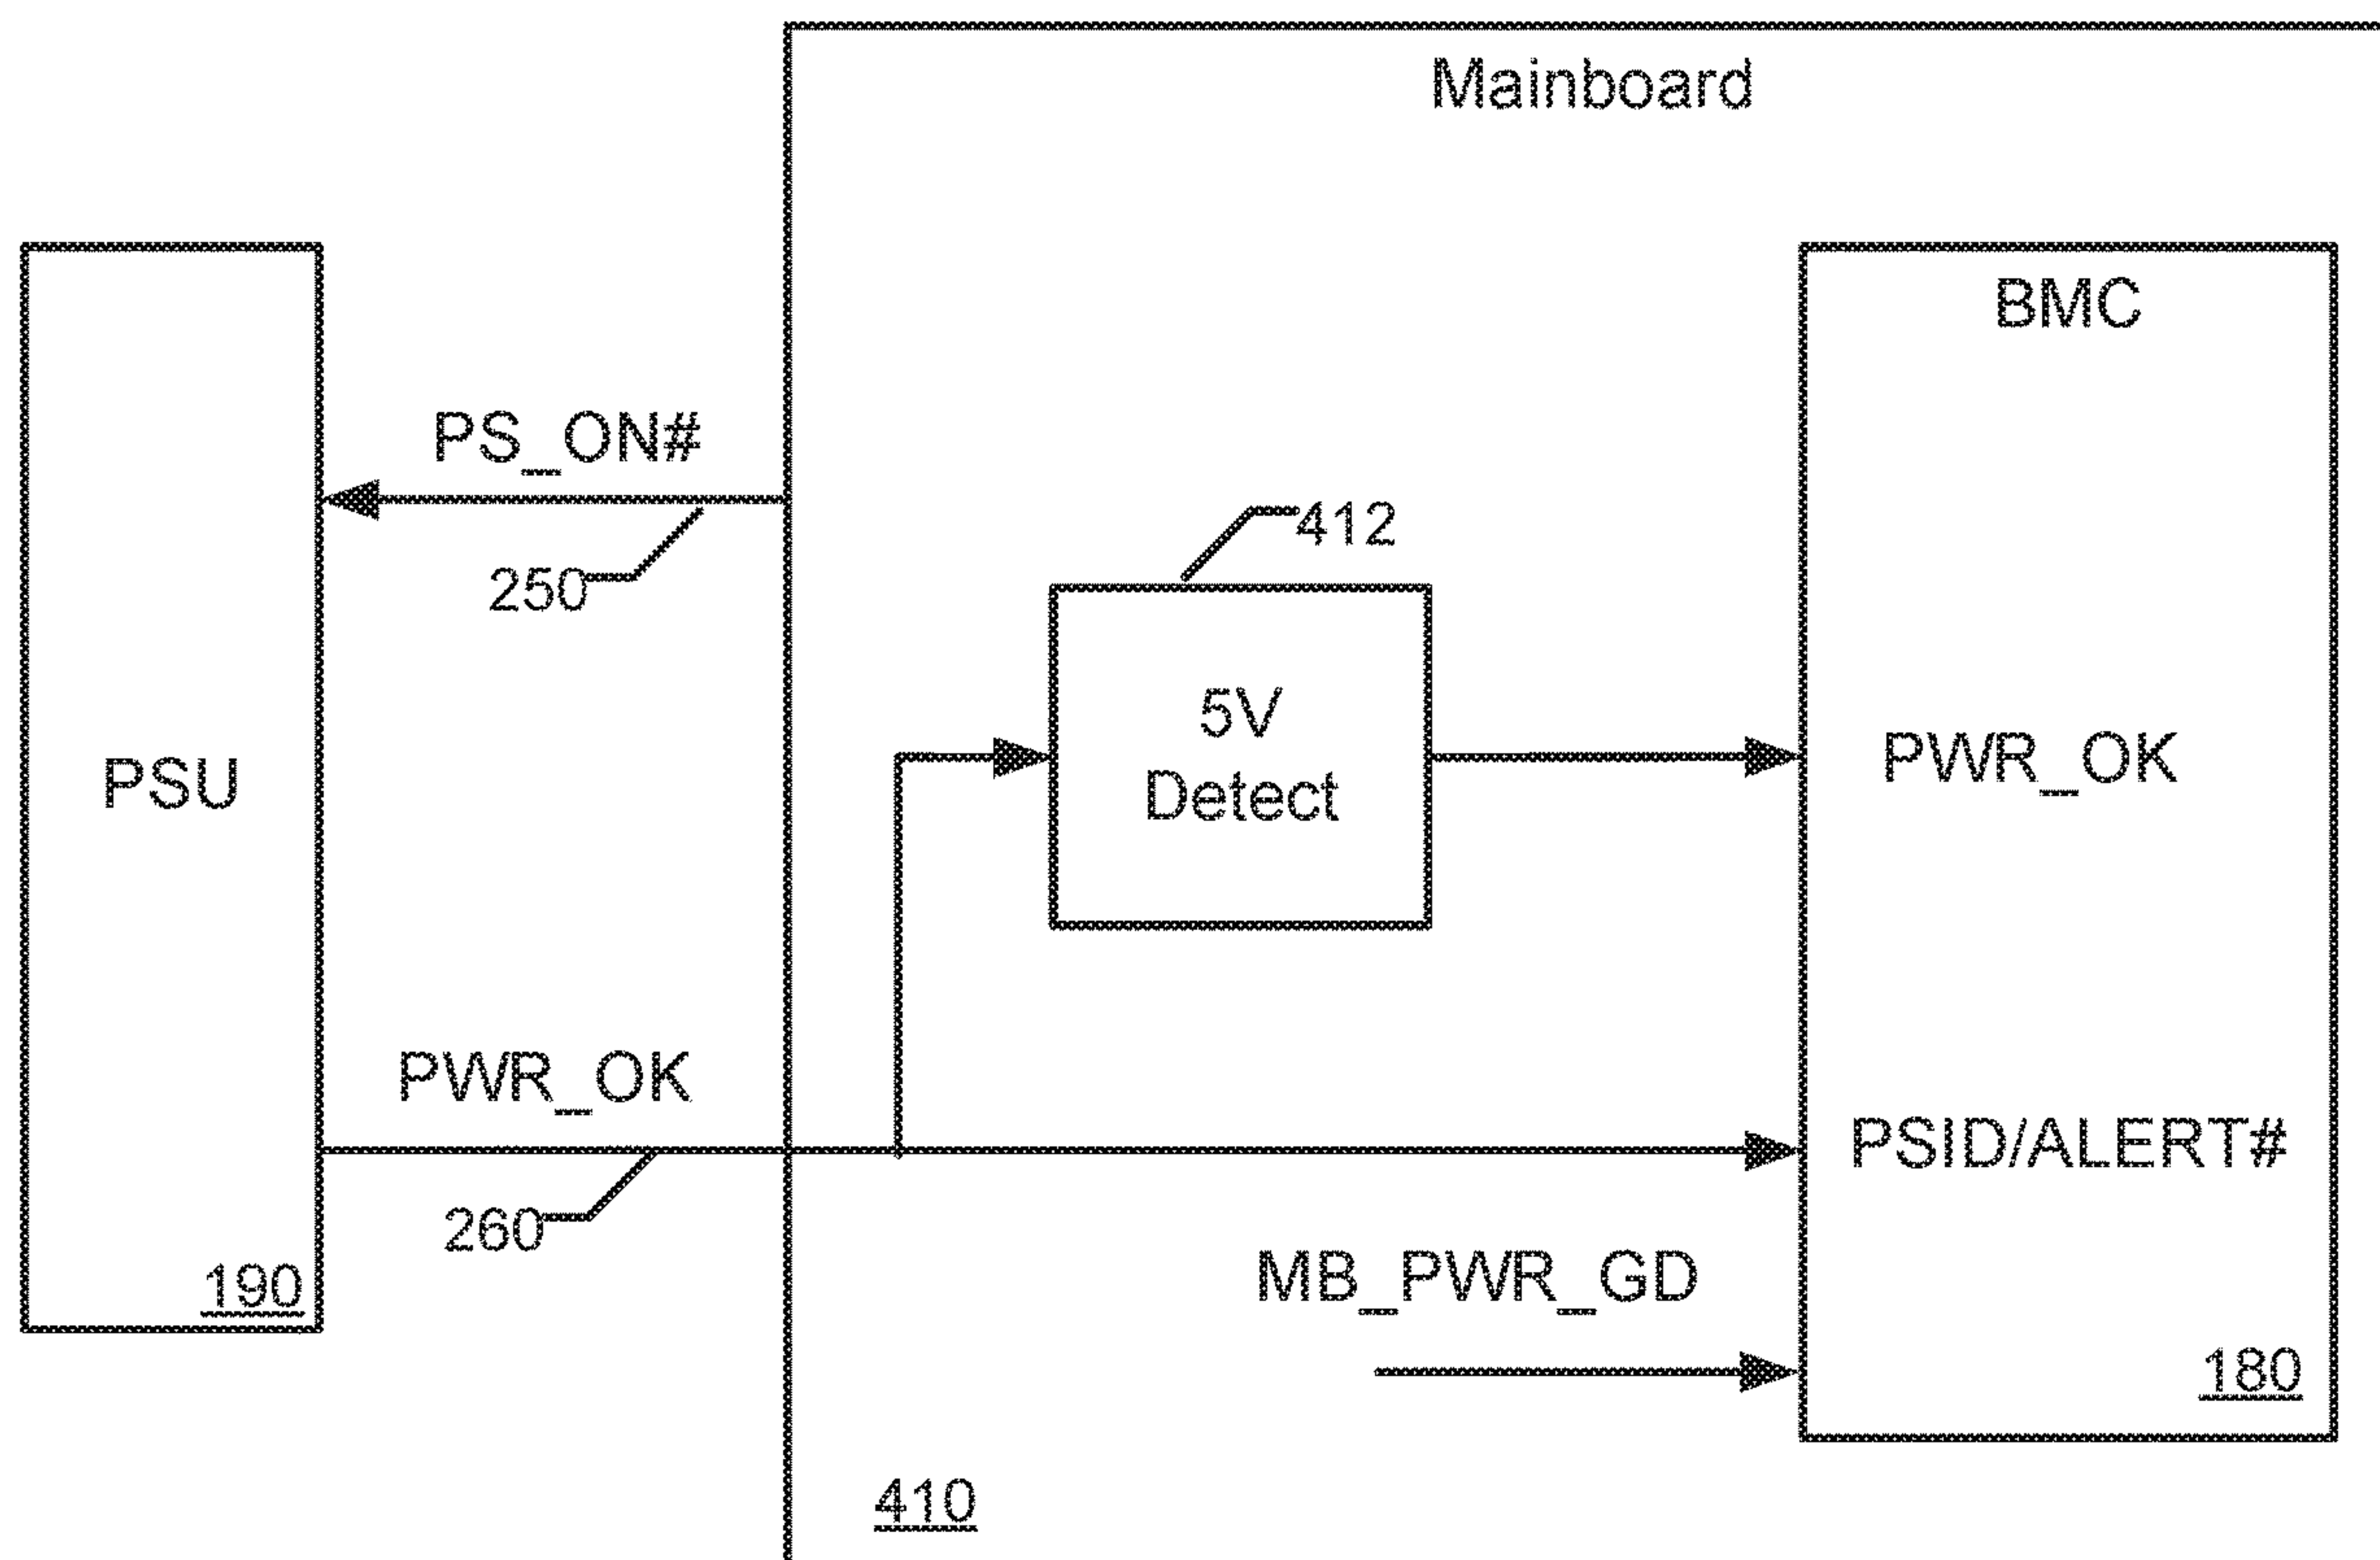 Mainboard
BMC
PS_ON#
412
250
5V
Detect
PWR_OK
PSU
PWR_OK
PSID/ALERT#
260
MB_PWR_GD
190
180
410